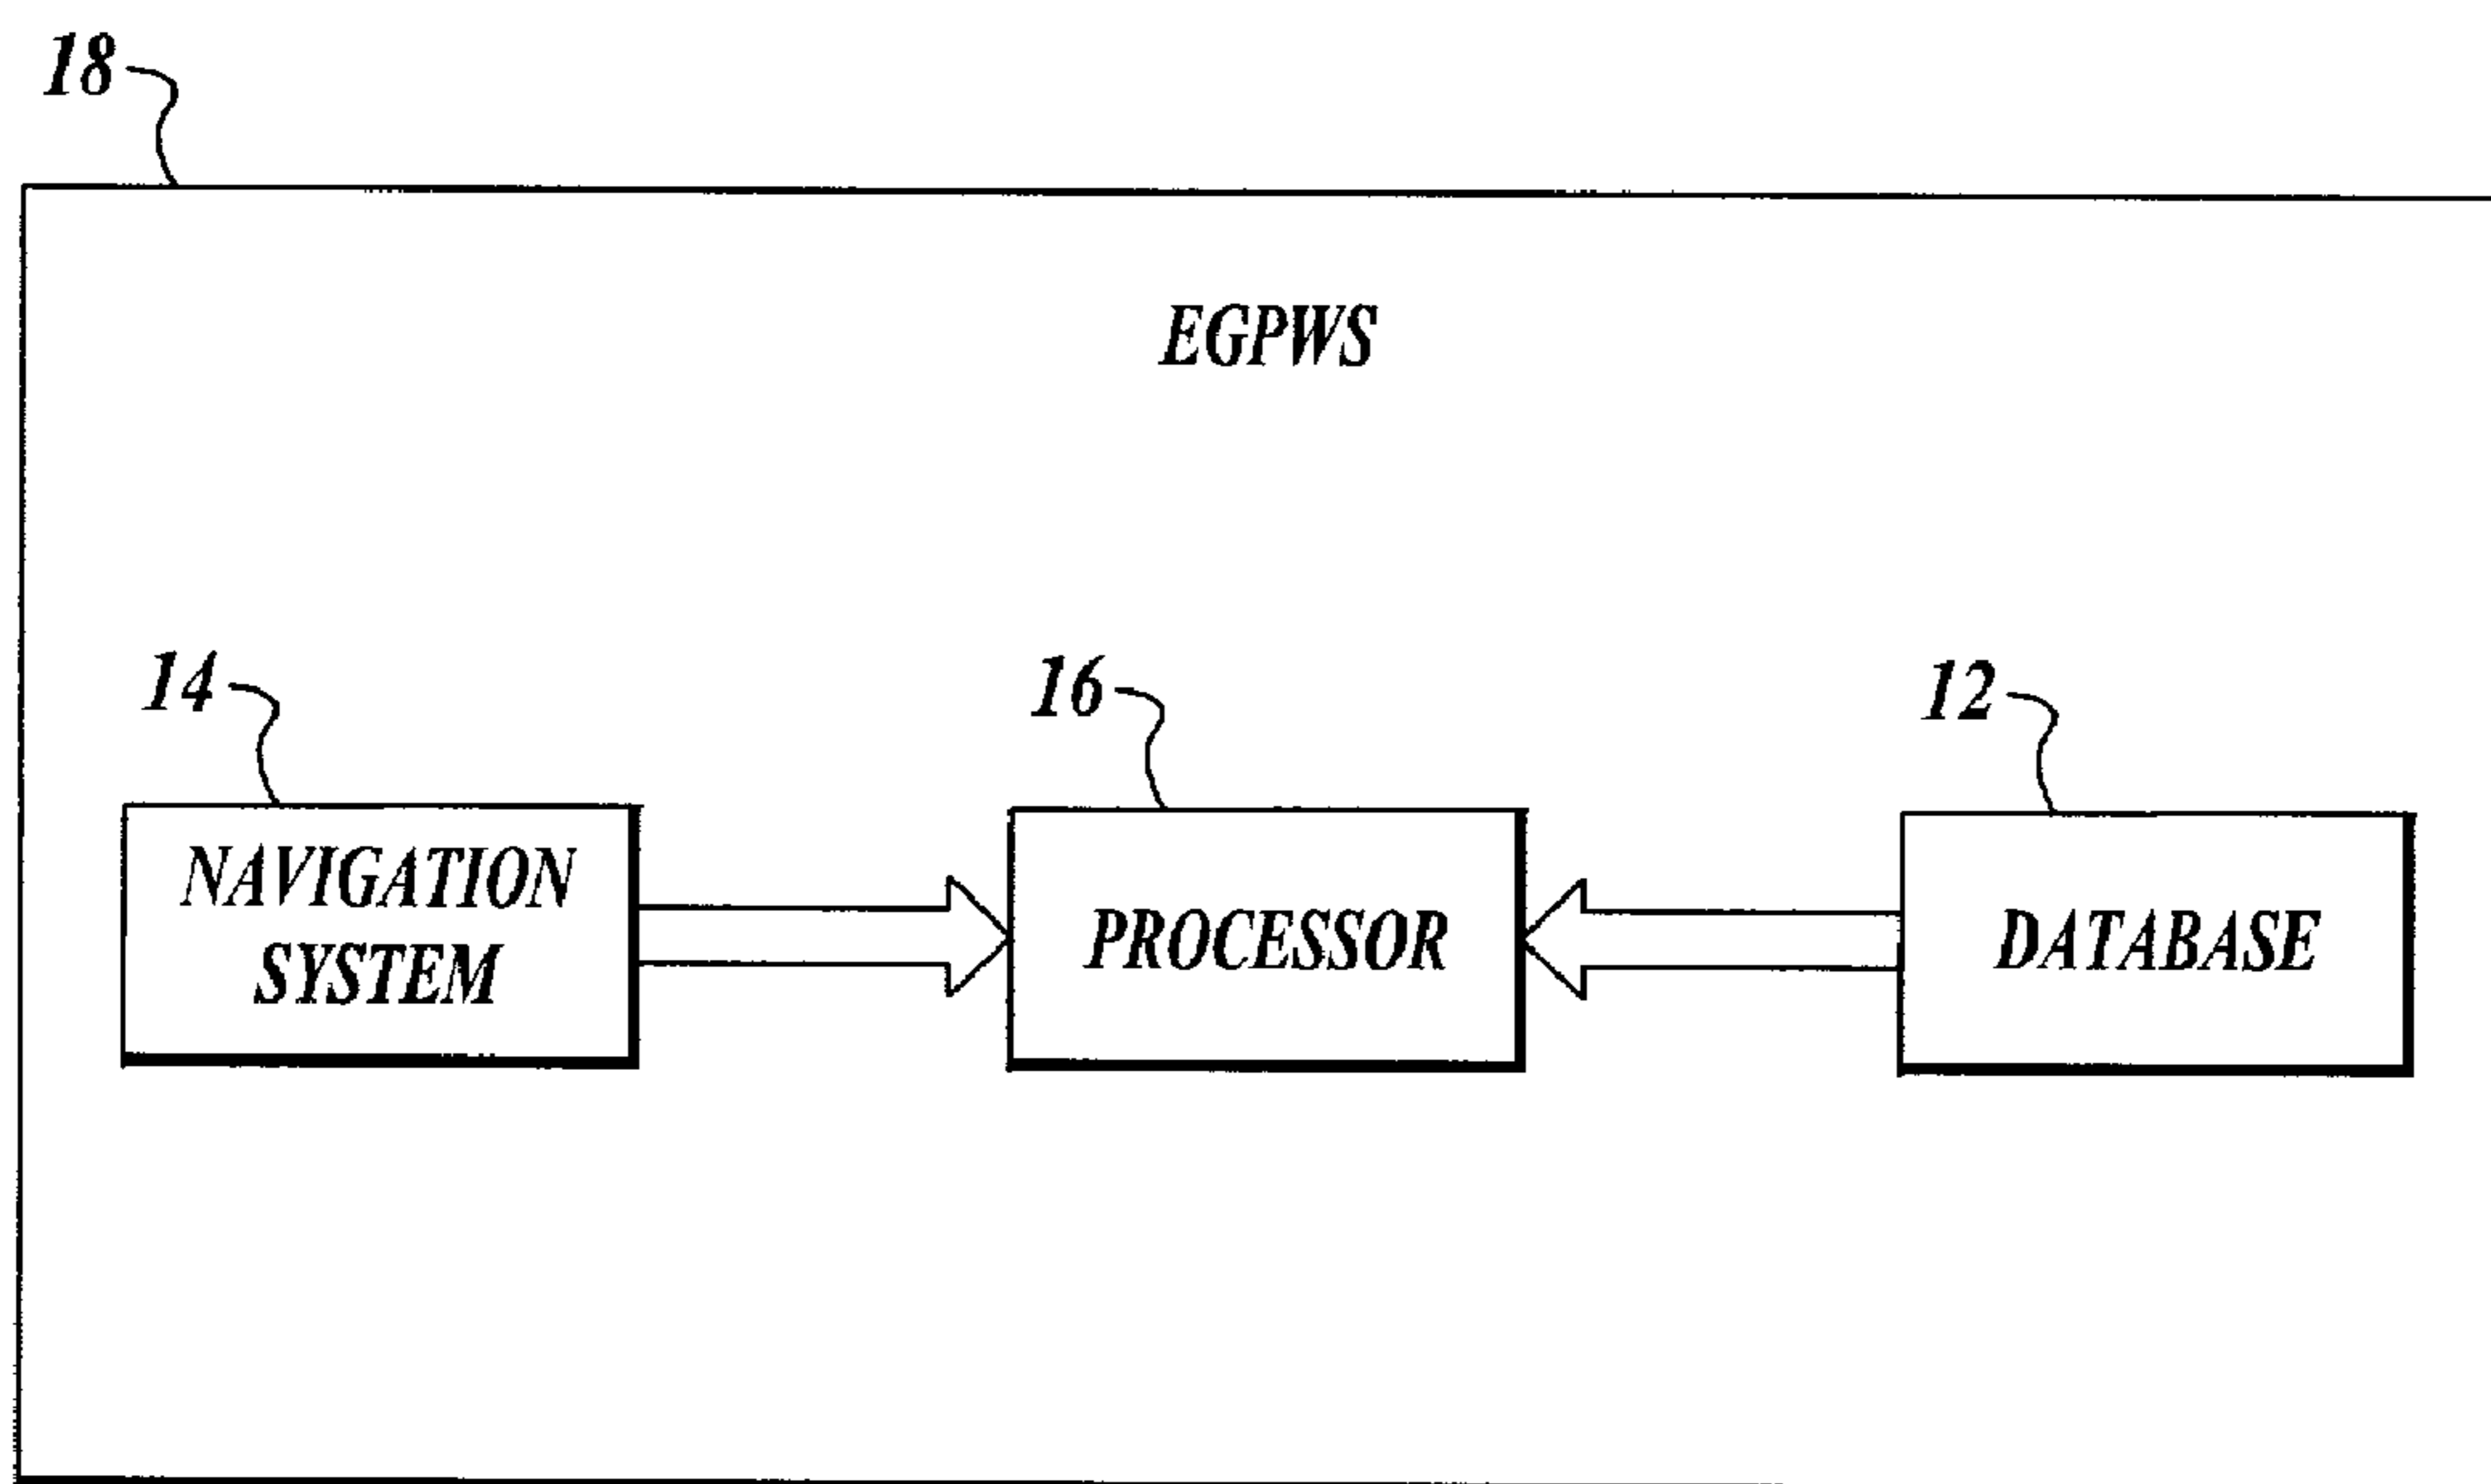 18
EGPWS
14
16
12
NAVIGATION
SYSTEM
PROCESSOR
DATABASE